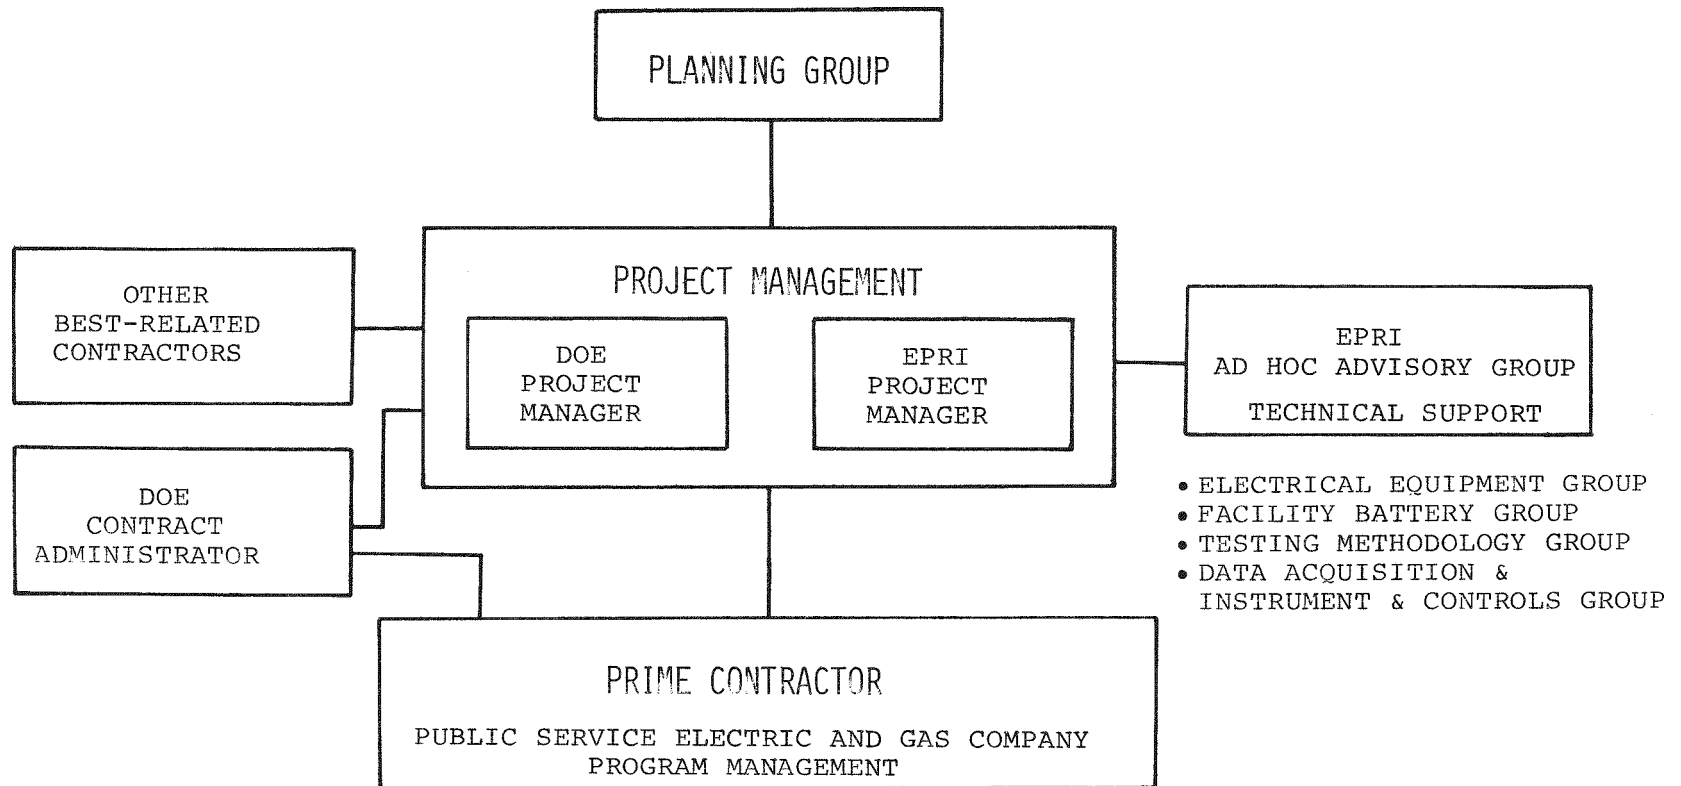 PLANNING GROUP
PROJECT MANAGEMENT
OTHER
BEST-RELATED
CONTRACTORS
DOE
PROJECT
MANAGER
EPRI
PROJECT
MANAGER
EPRI
AD HOC ADVISORY GROUP
TECHNICAL SUPPORT
DOE
CONTRACT
ADMINISTRATOR
• ELECTRICAL EQUIPMENT GROUP
• FACILITY BATTERY GROUP
• TESTING METHODOLOGY GROUP
• DATA ACQUISITION &
INSTRUMENT & CONTROLS GROUP
PRIME CONTRACTOR
PUBLIC SERVICE ELECTRIC AND GAS COMPANY
PROGRAM MANAGEMENT